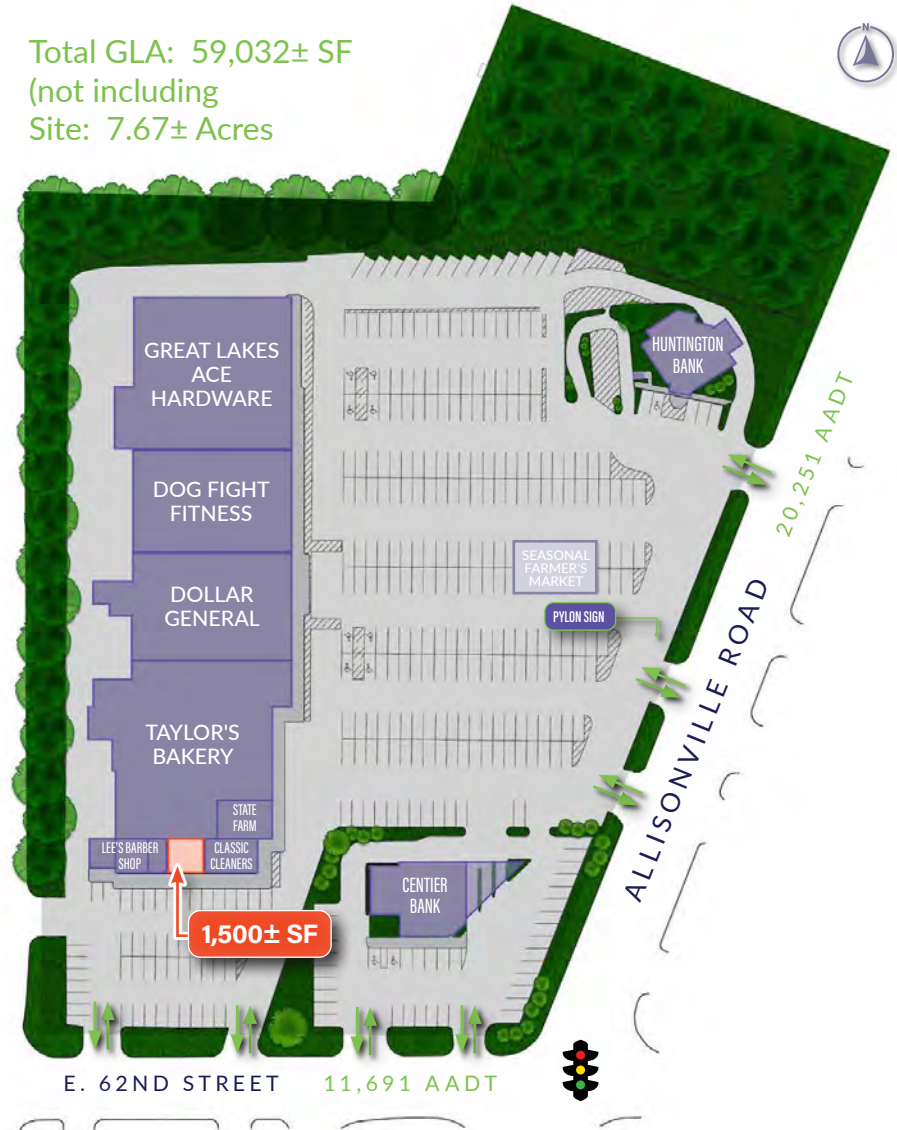 Total GLA: 59,032± SF
(not including
Site: 7.67± Acres
N
GREAT LAKES
ACE
HARDWARE
HUNTINGTON
BANK
20,251 AADT
DOG FIGHT
FITNESS
SEASONAL
FARMER'S
MARKET
DOLLAR
GENERAL
PYLON SIGN
ALLISONVILLE ROAD
TAYLOR'S
BAKERY
STATE
FARM
LEE'S BARBER
SHOP
CLASSIC
CLEANERS
CENTIER
BANK
1,500± SF
E. 62ND STREET
11,691 AADT